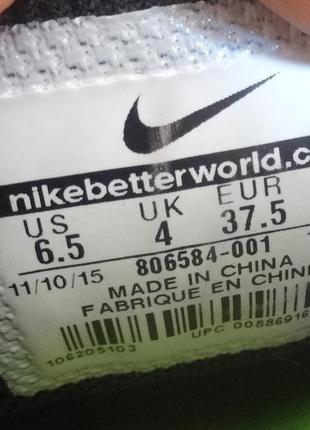 nikebetterworld.c
US UK EUR
6.5 4 37.5
11/10/15 806584-001
MADE IN CHINA
FABRIQUE EN CHINE
106205103 UPC 00886916